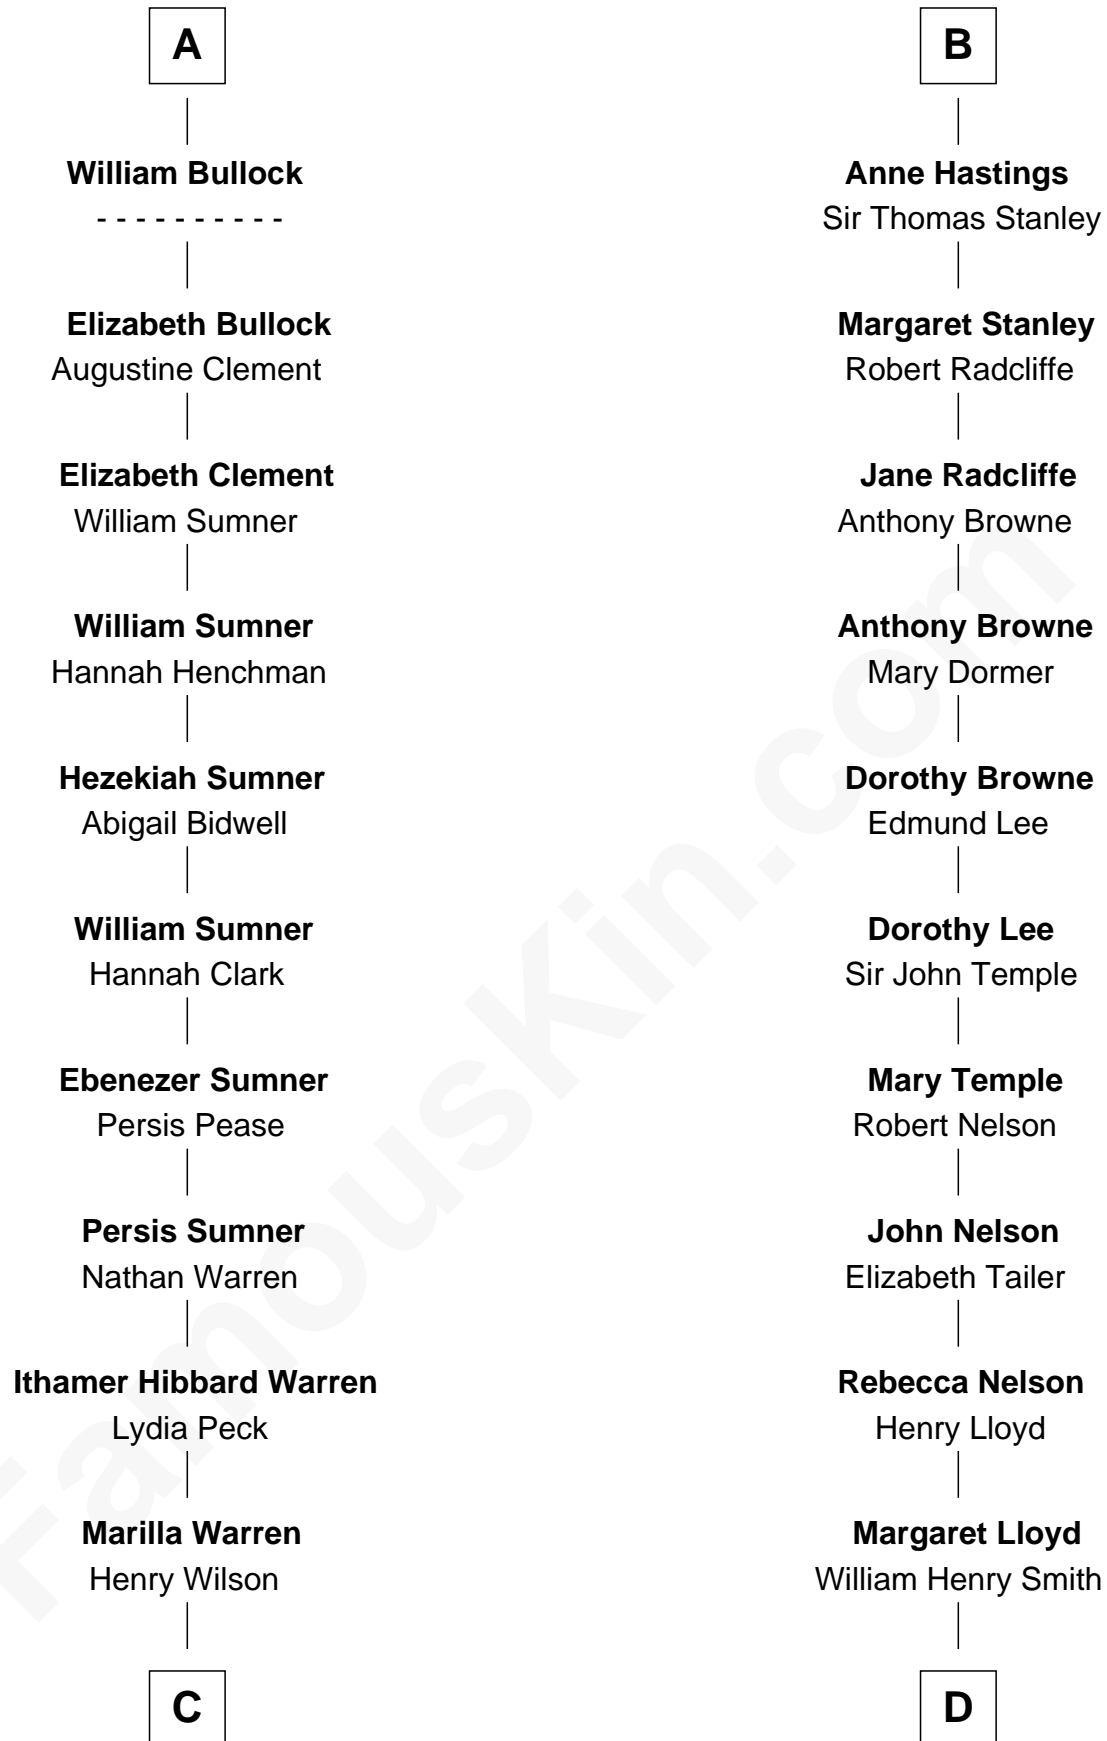 A
William Bullock
- - - - - - - - - -
Elizabeth Bullock
Augustine Clement
Elizabeth Clement
William Sumner
William Sumner
Hannah Henchman
Hezekiah Sumner
Abigail Bidwell
William Sumner
Hannah Clark
Ebenezer Sumner
Persis Pease
Persis Sumner
Nathan Warren
Ithamer Hibbard Warren
Lydia Peck
Marilla Warren
Henry Wilson
C
B
Anne Hastings
Sir Thomas Stanley
Margaret Stanley
Robert Radcliffe
Jane Radcliffe
Anthony Browne
Anthony Browne
Mary Dormer
Dorothy Browne
Edmund Lee
Dorothy Lee
Sir John Temple
Mary Temple
Robert Nelson
John Nelson
Elizabeth Tailer
Rebecca Nelson
Henry Lloyd
Margaret Lloyd
William Henry Smith
D
FamousKin.com